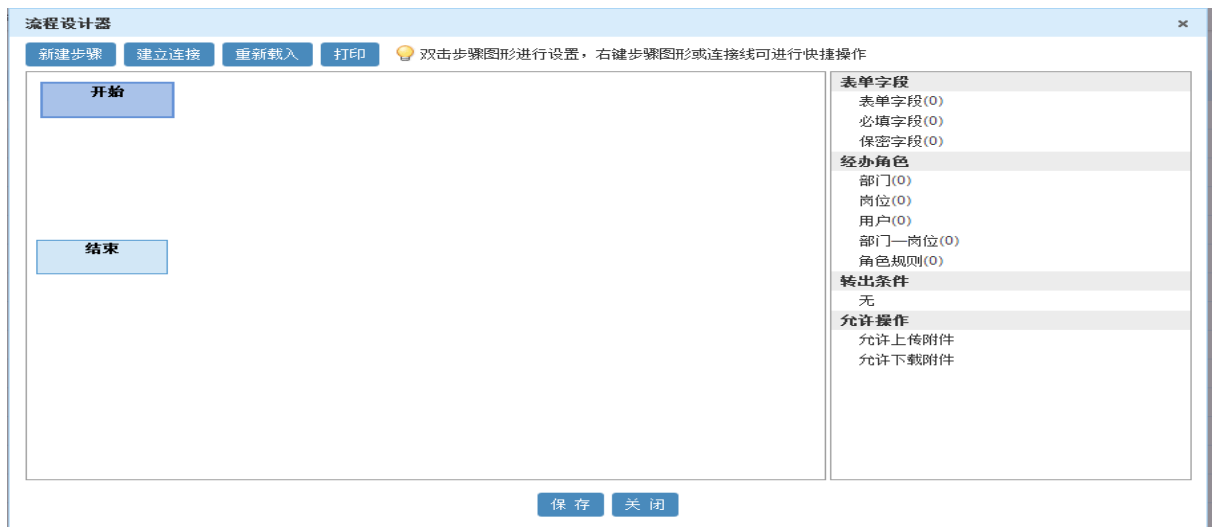 流程设计器 ×
新建步骤 建立连接 重新载入 打印 双击步骤图形进行设置，右键步骤图形或连接线可进行快捷操作
开始
结束
表单字段
表单字段(0)
必填字段(0)
保密字段(0)
经办角色
部门(0)
岗位(0)
用户(0)
部门—岗位(0)
角色规则(0)
转出条件
无
允许操作
允许上传附件
允许下载附件
保 存 关 闭